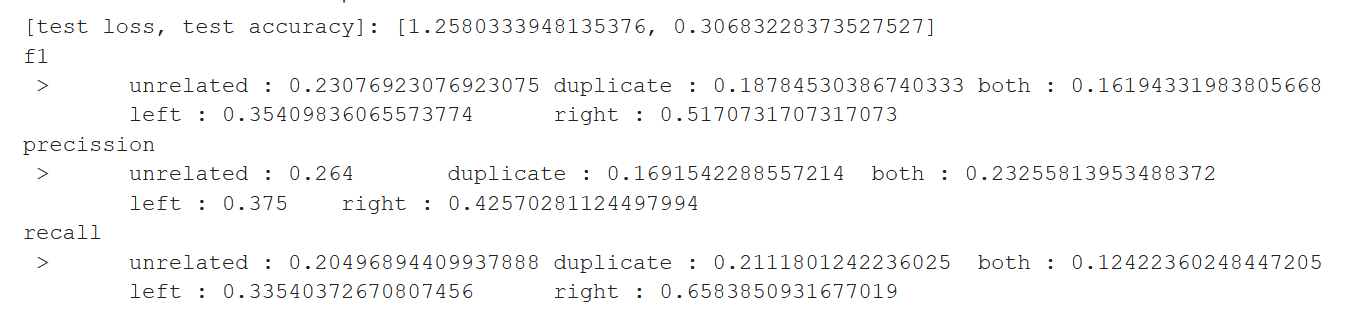 [test loss, test accuracy]: [1.2580333948135376, 0.30683228373527527]
f1
> unrelated : 0.23076923076923075 duplicate : 0.18784530386740333 both : 0.16194331983805668
left : 0.35409836065573774 right : 0.5170731707317073
precission
> unrelated : 0.264 duplicate : 0.1691542288557214 both : 0.23255813953488372
left : 0.375 right : 0.42570281124497994
recall
> unrelated : 0.20496894409937888 duplicate : 0.2111801242236025 both : 0.12422360248447205
left : 0.33540372670807456 right : 0.6583850931677019